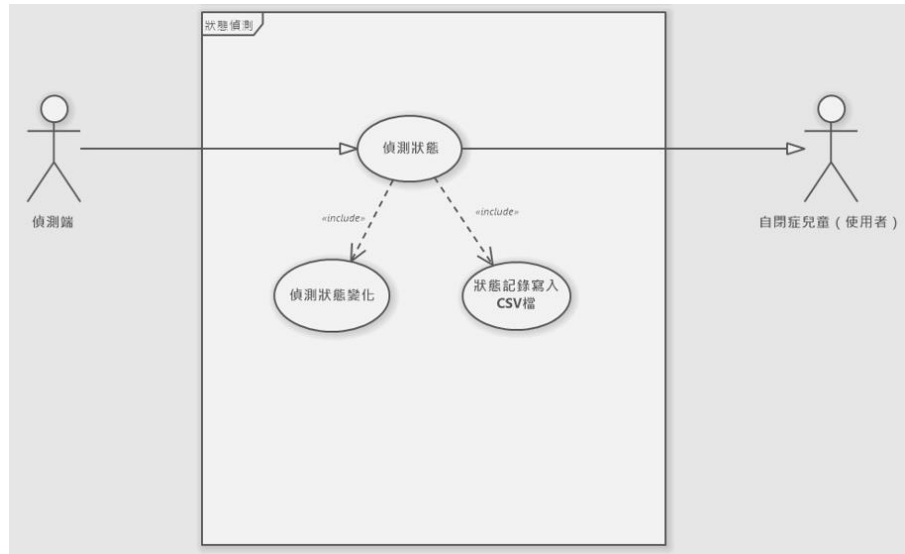 狀態偵測
偵測狀態
偵測端
自閉症兒童（使用者）
«include»
«include»
偵測狀態變化
狀態記錄寫入
CSV檔